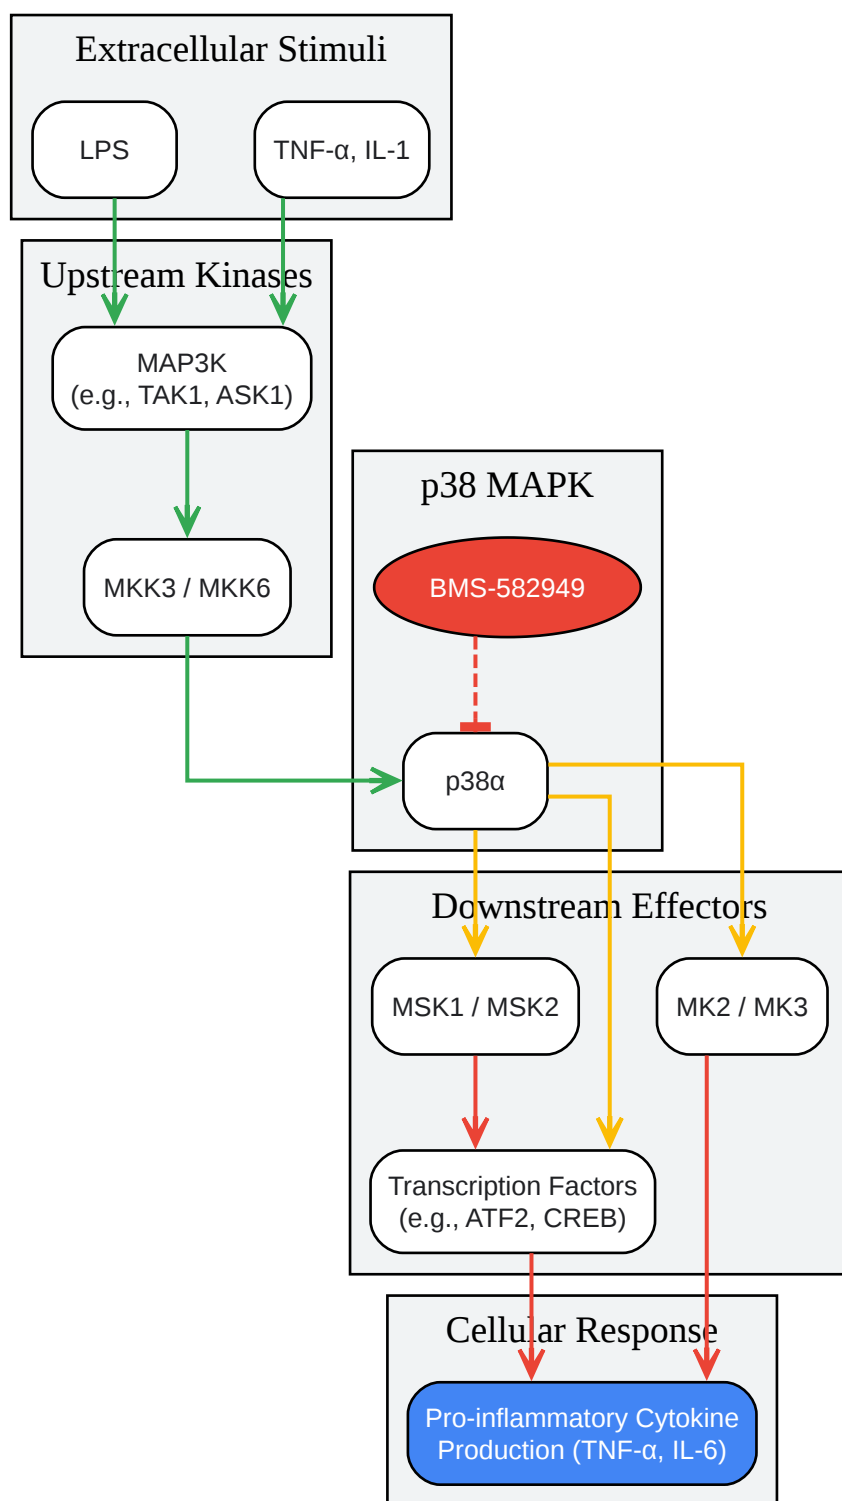 Extracellular Stimuli
LPS
TNF-α, IL-1
Upstream Kinases
MAP3K
(e.g., TAK1, ASK1)
MKK3 / MKK6
p38 MAPK
BMS-582949
p38α
Downstream Effectors
MSK1 / MSK2
MK2 / MK3
Transcription Factors
(e.g., ATF2, CREB)
Cellular Response
Pro-inflammatory Cytokine
Production (TNF-α, IL-6)